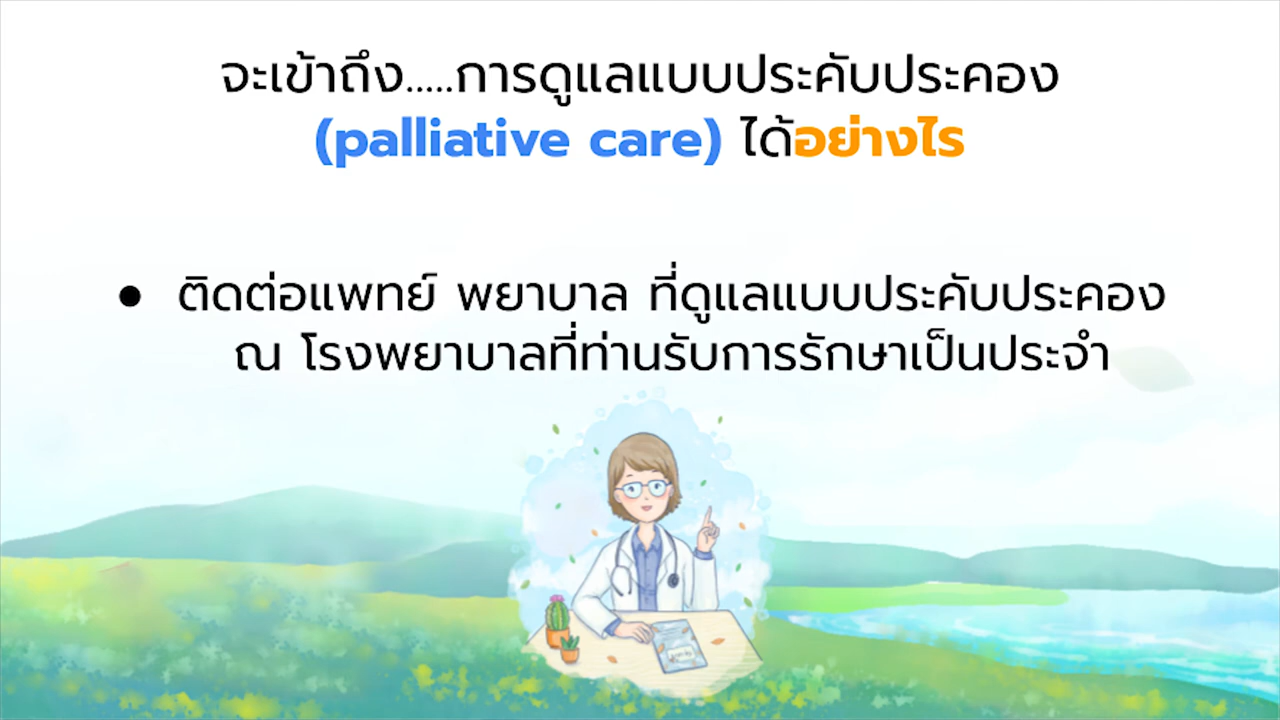 จะเข้าถึง.....การดูแลแบบประคับประคอง
(palliative care) ได้อย่างไร
● ติดต่อแพทย์ พยาบาล ที่ดูแลแบบประคับประคอง
ณ โรงพยาบาลที่ท่านรับการรักษาเป็นประจำ